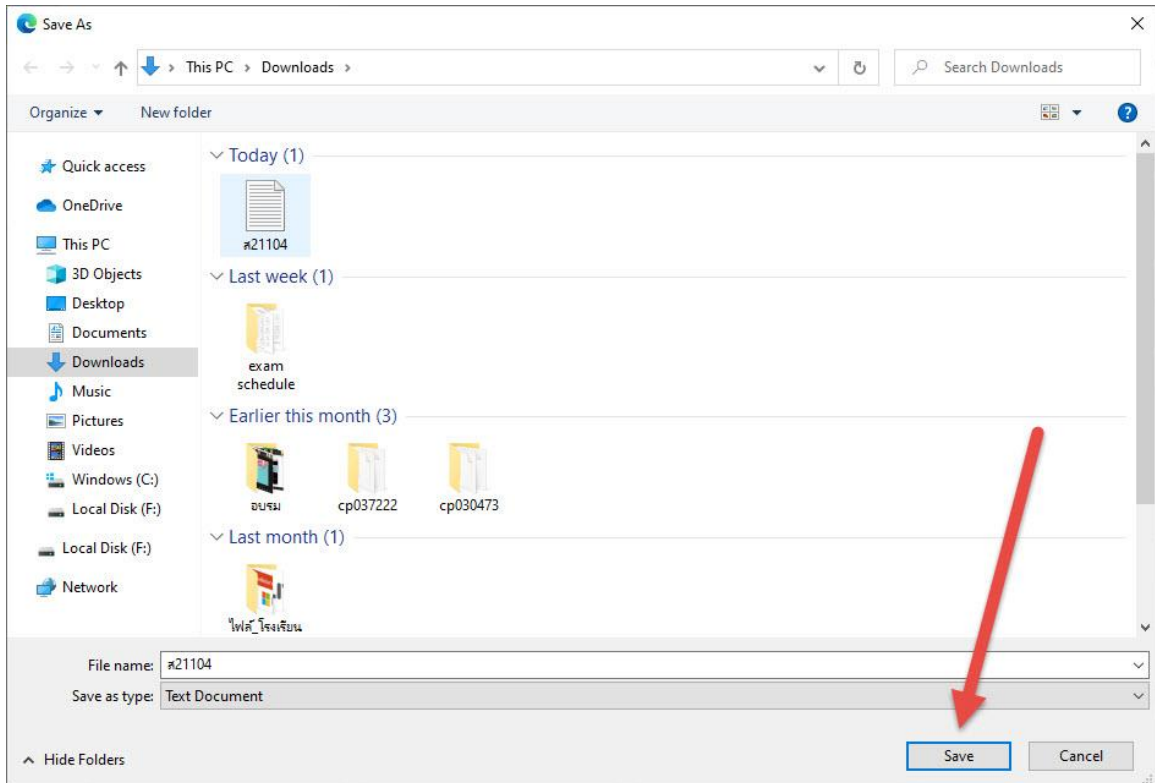 Save As
This PC > Downloads >
Search Downloads
Organize
New folder
Quick access
OneDrive
This PC
3D Objects
Desktop
Documents
Downloads
Music
Pictures
Videos
Windows (C:)
Local Disk (F:)
Local Disk (F:)
Network
Today (1)
ส21104
Last week (1)
exam
schedule
Earlier this month (3)
อบรม
cp037222
cp030473
Last month (1)
ไฟล์_โรงเรียน
File name: ส21104
Save as type: Text Document
Hide Folders
Save
Cancel